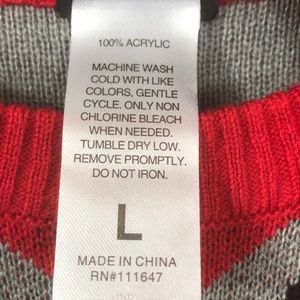 100% ACRYLIC
MACHINE WASH
COLD WITH LIKE
COLORS, GENTLE
CYCLE. ONLY NON
CHLORINE BLEACH
WHEN NEEDED.
TUMBLE DRY LOW.
REMOVE PROMPTLY.
DO NOT IRON.
L
MADE IN CHINA
RN#111647